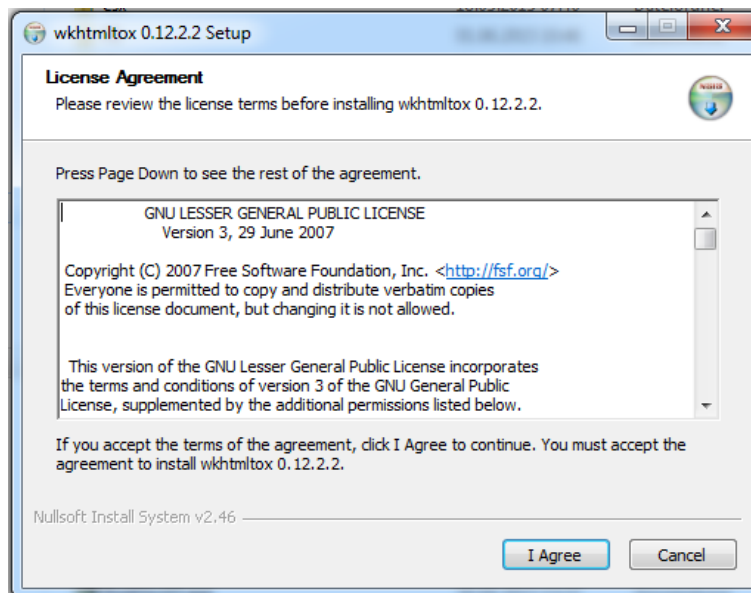 wkhtmltox 0.12.2.2 Setup
License Agreement
Please review the license terms before installing wkhtmltox 0.12.2.2.
Press Page Down to see the rest of the agreement.
GNU LESSER GENERAL PUBLIC LICENSE
Version 3, 29 June 2007
Copyright (C) 2007 Free Software Foundation, Inc. <http://fsf.org/>
Everyone is permitted to copy and distribute verbatim copies
of this license document, but changing it is not allowed.
This version of the GNU Lesser General Public License incorporates
the terms and conditions of version 3 of the GNU General Public
License, supplemented by the additional permissions listed below.
If you accept the terms of the agreement, click I Agree to continue. You must accept the
agreement to install wkhtmltox 0.12.2.2.
Nullsoft Install System v2.46
I Agree
Cancel